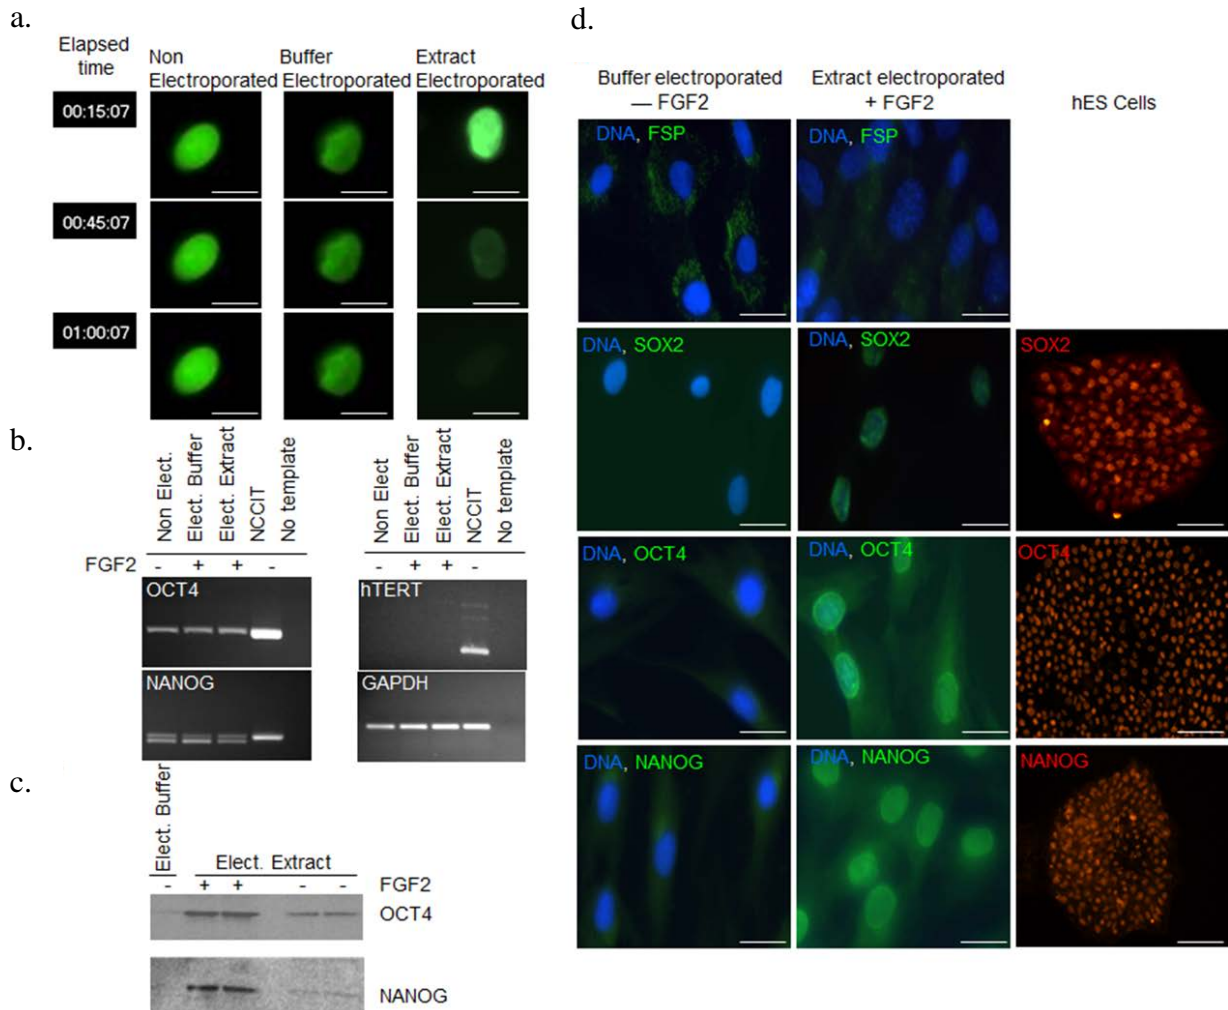 a.
Elapsed time
Non Electroporated
Buffer Electroporated
Extract Electroporated
00:15:07
00:45:07
01:00:07
b.
Non Elect.
Elect. Buffer
Elect. Extract
NCCIT
No template
FGF2 - + + -
OCT4
NANOG
Non Elect
Elect. Buffer
Elect. Extract
NCCIT
No template
- + + -
hTERT
GAPDH
c.
Elect. Buffer
Elect. Extract
- + + - - FGF2
OCT4
NANOG
d.
Buffer electroporated
— FGF2
Extract electroporated
+ FGF2
hES Cells
DNA, FSP
DNA, FSP
DNA, SOX2
DNA, SOX2
SOX2
DNA, OCT4
DNA, OCT4
OCT4
DNA, NANOG
DNA, NANOG
NANOG